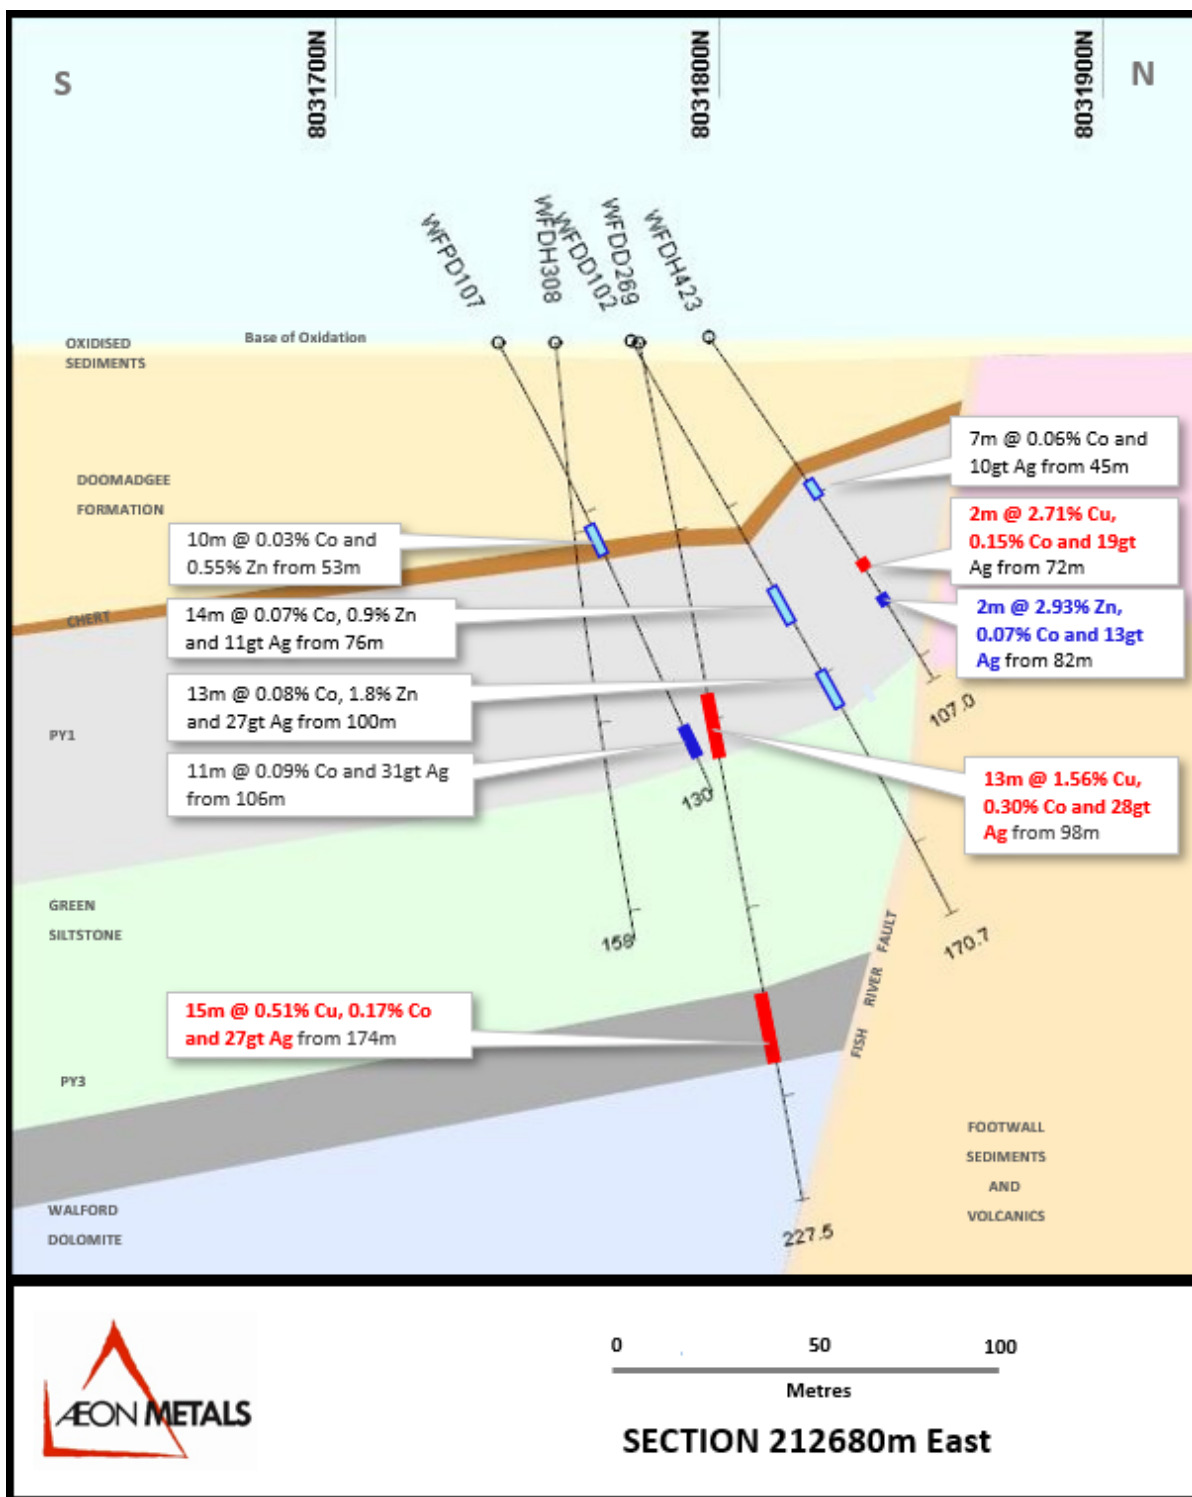 S
8031700N
8031800N
8031900N
N
WFPD107
WFDH308
WFDD102
WFDD269
WFDH423
OXIDISED
SEDIMENTS
Base of Oxidation
DOOMADGEE
FORMATION
7m @ 0.06% Co and
10gt Ag from 45m
2m @ 2.71% Cu,
0.15% Co and 19gt
Ag from 72m
10m @ 0.03% Co and
0.55% Zn from 53m
CHERT
14m @ 0.07% Co, 0.9% Zn
and 11gt Ag from 76m
2m @ 2.93% Zn,
0.07% Co and 13gt
Ag from 82m
13m @ 0.08% Co, 1.8% Zn
and 27gt Ag from 100m
107.0
PY1
11m @ 0.09% Co and 31gt Ag
from 106m
130
13m @ 1.56% Cu,
0.30% Co and 28gt
Ag from 98m
GREEN
SILTSTONE
158
170.7
FISH RIVER FAULT
15m @ 0.51% Cu, 0.17% Co
and 27gt Ag from 174m
PY3
FOOTWALL
SEDIMENTS
AND
VOLCANICS
WALFORD
DOLOMITE
227.5
ÆON METALS
0 50 100
Metres
SECTION 212680m East